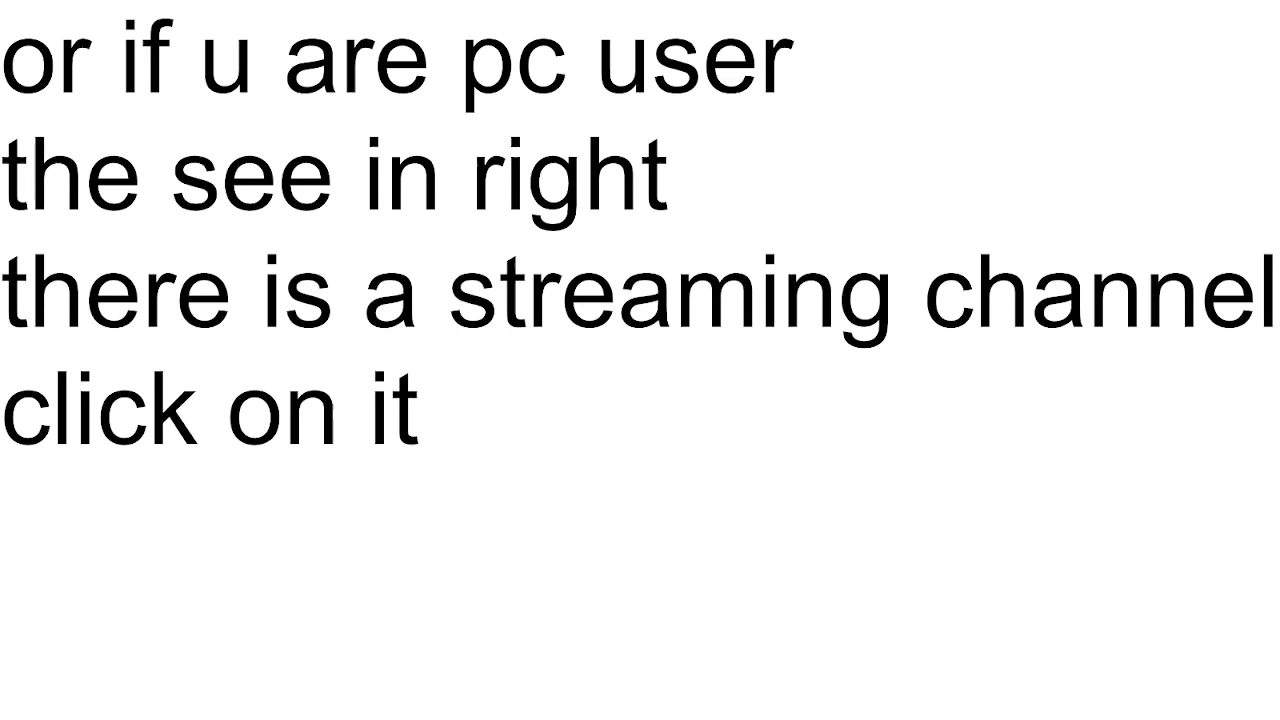 or if u are pc user
the see in right
there is a streaming channel
click on it